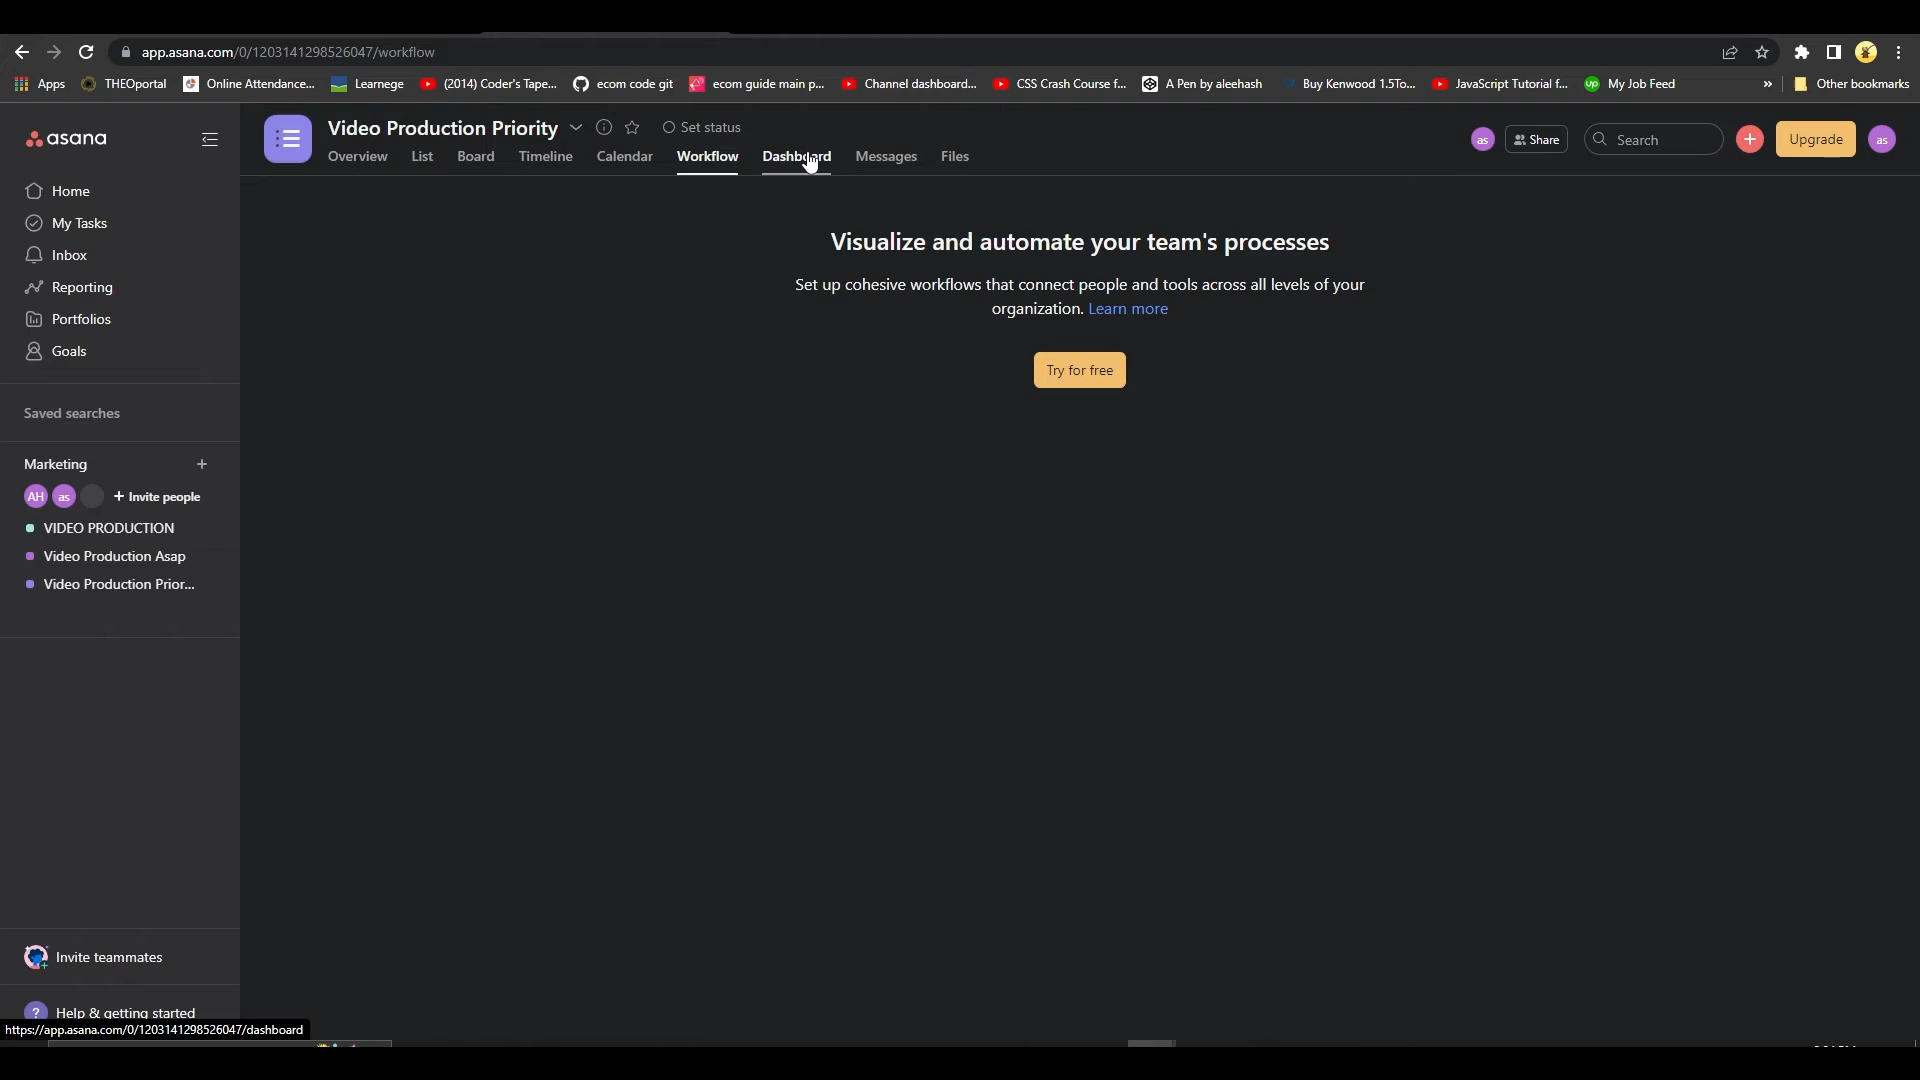 app.asana.com/0/1203141298526047/workflow
Apps THEOportal Online Attendance... Learnege (2014) Coder's Tape... ecom code git ecom guide main p... Channel dashboard... CSS Crash Course f... A Pen by aleehash Buy Kenwood 1.5To... JavaScript Tutorial f... up My Job Feed » Other bookmarks
asana
Video Production Priority Set status
Overview List Board Timeline Calendar Workflow Dashboard Messages Files
as Share Search Upgrade as
Home
My Tasks
Inbox
Reporting
Portfolios
Goals
Saved searches
Marketing
AH as + Invite people
VIDEO PRODUCTION
Video Production Asap
Video Production Prior...
Visualize and automate your team's processes
Set up cohesive workflows that connect people and tools across all levels of your
organization. Learn more
Try for free
Invite teammates
? Help & getting started
https://app.asana.com/0/1203141298526047/dashboard